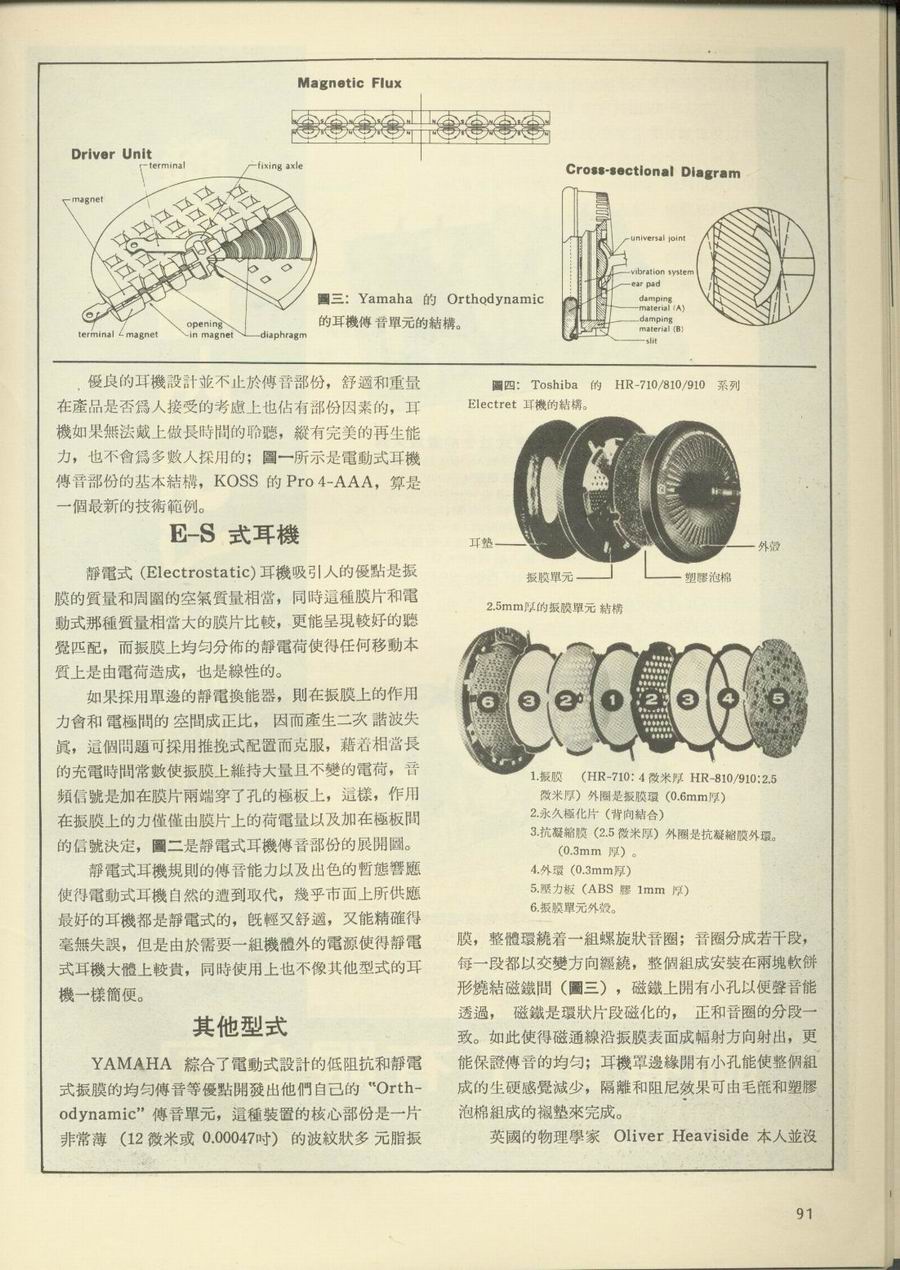 Magnetic Flux
Driver Unit
terminal
fixing axle
magnet
terminal
magnet
opening
in magnet
diaphragm
圖三: Yamaha 的 Orthodynamic
的耳機傳音單元的結構。
Cross-sectional Diagram
universal joint
vibration system
ear pad
damping
material (A)
damping
material (B)
slit
優良的耳機設計並不止於傳音部份，舒適和重量
在產品是否爲人接受的考慮上也佔有部份因素的，耳
機如果無法戴上做長時間的聆聽，縱有完美的再生能
力，也不會爲多數人採用的；圖一所示是電動式耳機
傳音部份的基本結構，KOSS 的 Pro 4-AAA，算是
一個最新的技術範例。
E-S 式耳機
靜電式 (Electrostatic) 耳機吸引人的優點是振
膜的質量和周圍的空氣質量相當，同時這種膜片和電
動式那種質量相當大的膜片比較，更能呈現較好的聽
覺匹配，而振膜上均勻分佈的靜電荷使得任何移動本
質上是由電荷造成，也是線性的。
如果採用單邊的靜電換能器，則在振膜上的作用
力會和電極間的空間成正比，因而產生二次諧波失
眞，這個問題可採用推挽式配置而克服，藉着相當長
的充電時間常數使振膜上維持大量且不變的電荷，音
頻信號是加在膜片兩端穿了孔的極板上，這樣，作用
在振膜上的力僅僅由膜片上的荷電量以及加在極板間
的信號決定，圖二是靜電式耳機傳音部份的展開圖。
靜電式耳機規則的傳音能力以及出色的暫態響應
使得電動式耳機自然的遭到取代，幾乎市面上所供應
最好的耳機都是靜電式的，旣輕又舒適，又能精確得
毫無失誤，但是由於需要一組機體外的電源使得靜電
式耳機大體上較貴，同時使用上也不像其他型式的耳
機一樣簡便。
其他型式
YAMAHA 綜合了電動式設計的低阻抗和靜電
式振膜的均勻傳音等優點開發出他們自己的 “Orth-
odynamic” 傳音單元，這種裝置的核心部份是一片
非常薄 (12 微米或 0.00047吋) 的波紋狀多元脂振
圖四: Toshiba 的 HR-710/810/910 系列
Electret 耳機的結構。
耳墊
外殼
振膜單元
塑膠泡棉
2.5mm厚的振膜單元結構
6 3 2 1 2 3 4 5
1.振膜 (HR-710: 4 微米厚 HR-810/910:2.5
微米厚) 外圈是振膜環 (0.6mm厚)
2.永久極化片 (背向結合)
3.抗凝縮膜 (2.5 微米厚) 外圈是抗凝縮膜外環。
(0.3mm 厚) 。
4.外環 (0.3mm厚)
5.壓力板 (ABS 膠 1mm 厚)
6.振膜單元外殼。
膜，整體環繞着一組螺旋狀音圈；音圈分成若干段，
每一段都以交變方向纒繞，整個組成安裝在兩塊軟餅
形撓結磁鐵間 (圖三) ，磁鐵上開有小孔以便聲音能
透過，磁鐵是環狀片段磁化的，正和音圈的分段一
致。如此使得磁通線沿振膜表面成幅射方向射出，更
能保證傳音的均勻；耳機罩邊緣開有小孔能使整個組
成的生硬感覺減少，隔離和阻尼效果可由毛氈和塑膠
泡棉組成的襯墊來完成。
英國的物理學家 Oliver Heaviside 本人並沒
91